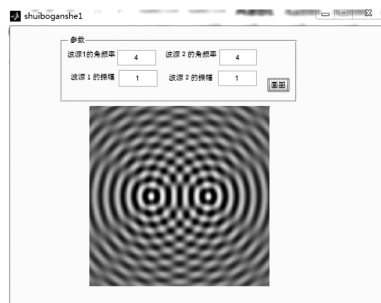 shuiboganshe1
参数
波源1的角频率 4 波源 2 的角频率 4
波源 1 的振幅 1 波源 2 的振幅 1
画图